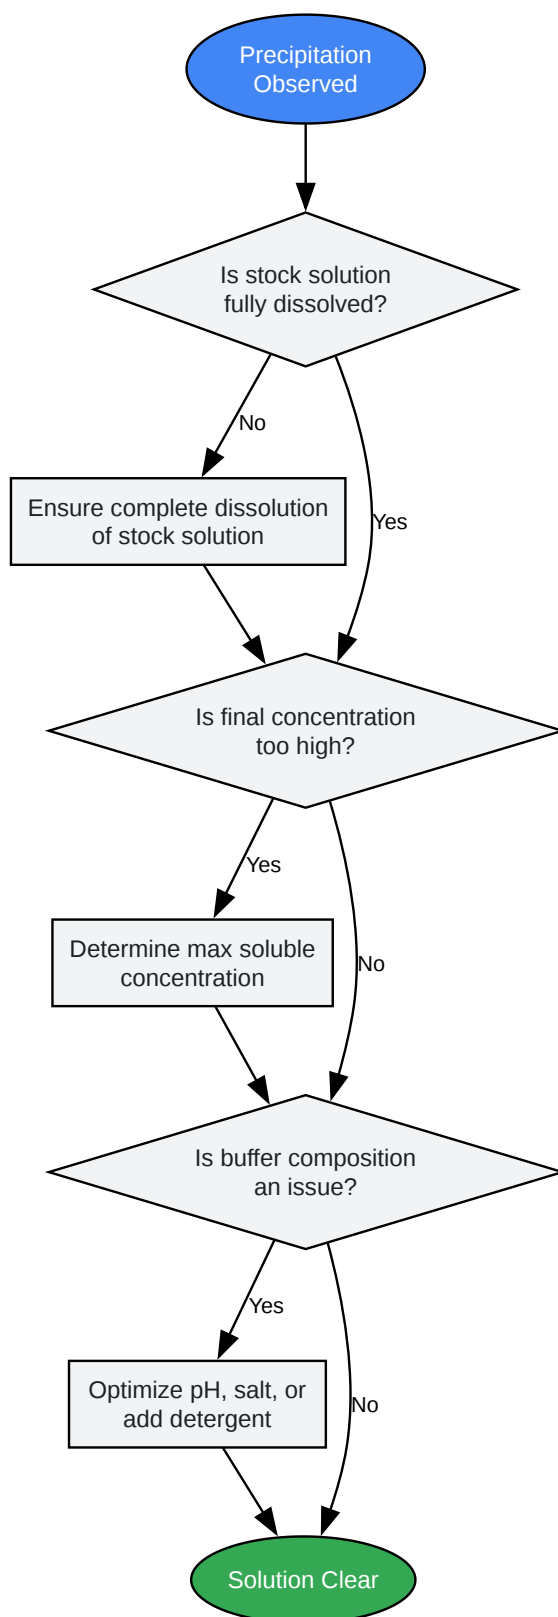 Precipitation
Observed
Is stock solution
fully dissolved?
No
Ensure complete dissolution
of stock solution
Yes
Is final concentration
too high?
Yes
Determine max soluble
concentration
No
Is buffer composition
an issue?
Yes
Optimize pH, salt, or
add detergent
No
Solution Clear